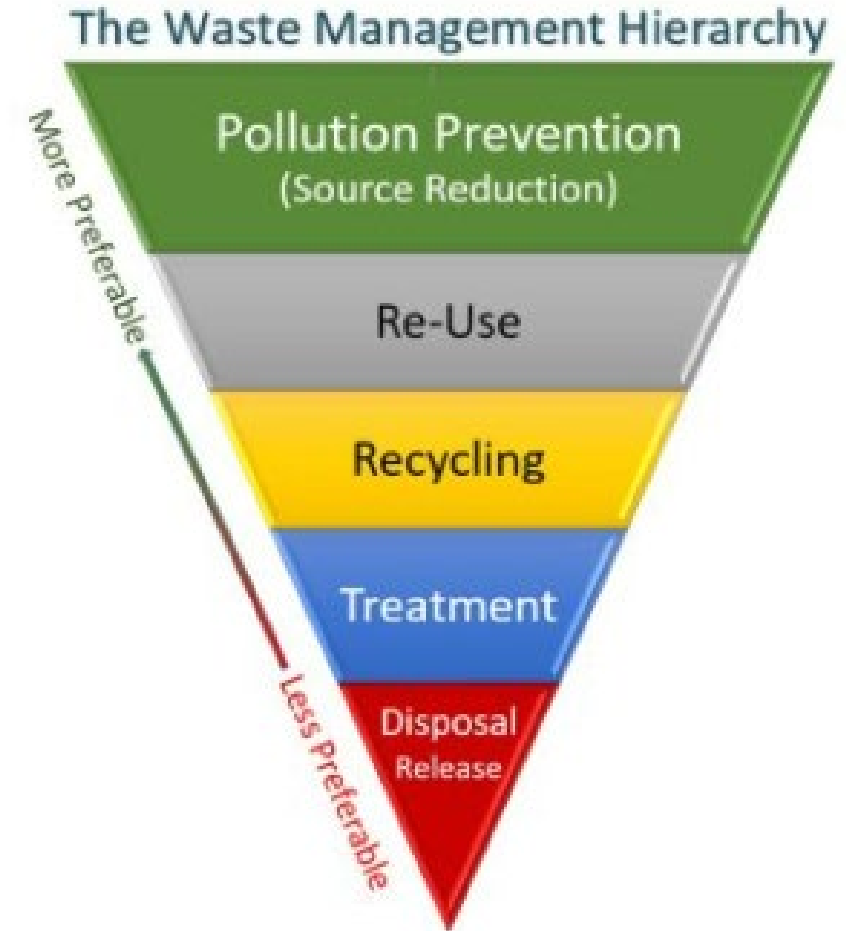 The Waste Management Hierarchy
More Preferable
Pollution Prevention
(Source Reduction)
Re-Use
Recycling
Treatment
Less Preferable
Disposal
Release